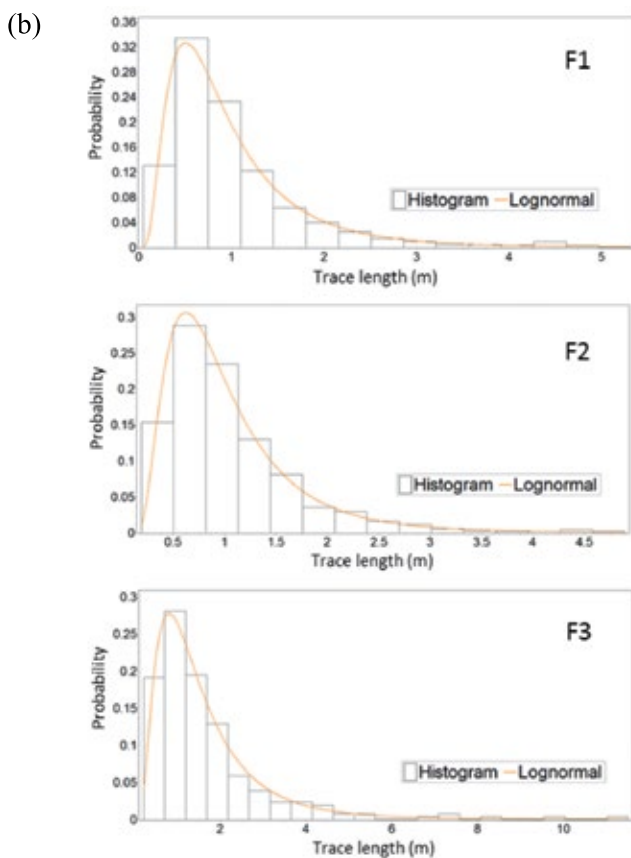 (b)
F1
Probability
0.36
0.32
0.28
0.24
0.2
0.16
0.12
0.08
0.04
0
Histogram Lognormal
0 1 2 3 4 5
Trace length (m)
F2
Probability
0.3
0.25
0.2
0.15
0.1
0.05
0
Histogram Lognormal
0.5 1 1.5 2 2.5 3 3.5 4 4.5
Trace length (m)
F3
Probability
0.3
0.25
0.2
0.15
0.1
0.05
0
Histogram Lognormal
2 4 6 8 10
Trace length (m)